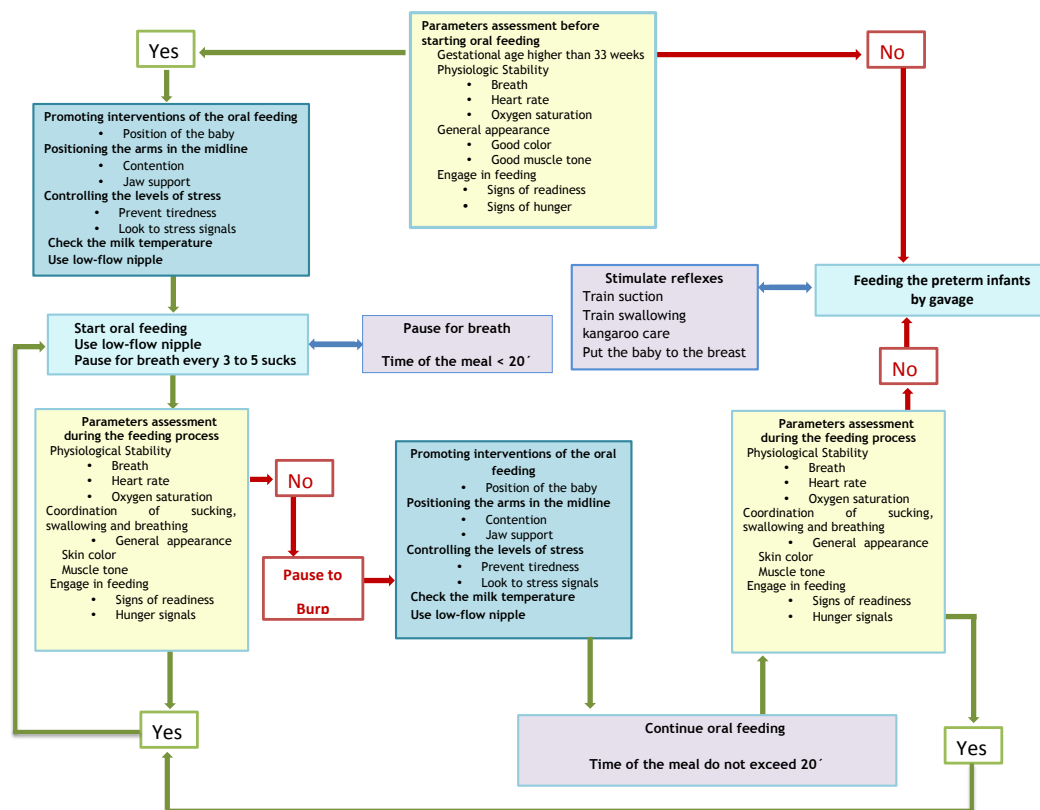 Parameters assessment before
starting oral feeding
Gestational age higher than 33 weeks
Physiologic Stability
• Breath
• Heart rate
• Oxygen saturation
General appearance
• Good color
• Good muscle tone
Engage in feeding
• Signs of readiness
• Signs of hunger
Yes
No
Promoting interventions of the oral feeding
• Position of the baby
Positioning the arms in the midline
• Contention
• Jaw support
Controlling the levels of stress
• Prevent tiredness
• Look to stress signals
Check the milk temperature
Use low-flow nipple
Stimulate reflexes
Train suction
Train swallowing
kangaroo care
Put the baby to the breast
Feeding the preterm infants
by gavage
Start oral feeding
Use low-flow nipple
Pause for breath every 3 to 5 sucks
Pause for breath
Time of the meal < 20´
No
Parameters assessment
during the feeding process
Physiological Stability
• Breath
• Heart rate
• Oxygen saturation
Coordination of sucking,
swallowing and breathing
• General appearance
Skin color
Muscle tone
Engage in feeding
• Signs of readiness
• Hunger signals
No
Pause to
Burp
Promoting interventions of the oral
feeding
• Position of the baby
Positioning the arms in the midline
• Contention
• Jaw support
Controlling the levels of stress
• Prevent tiredness
• Look to stress signals
Check the milk temperature
Use low-flow nipple
Parameters assessment
during the feeding process
Physiological Stability
• Breath
• Heart rate
• Oxygen saturation
Coordination of sucking,
swallowing and breathing
• General appearance
Skin color
Muscle tone
Engage in feeding
• Signs of readiness
• Hunger signals
Yes
Continue oral feeding
Time of the meal do not exceed 20´
Yes